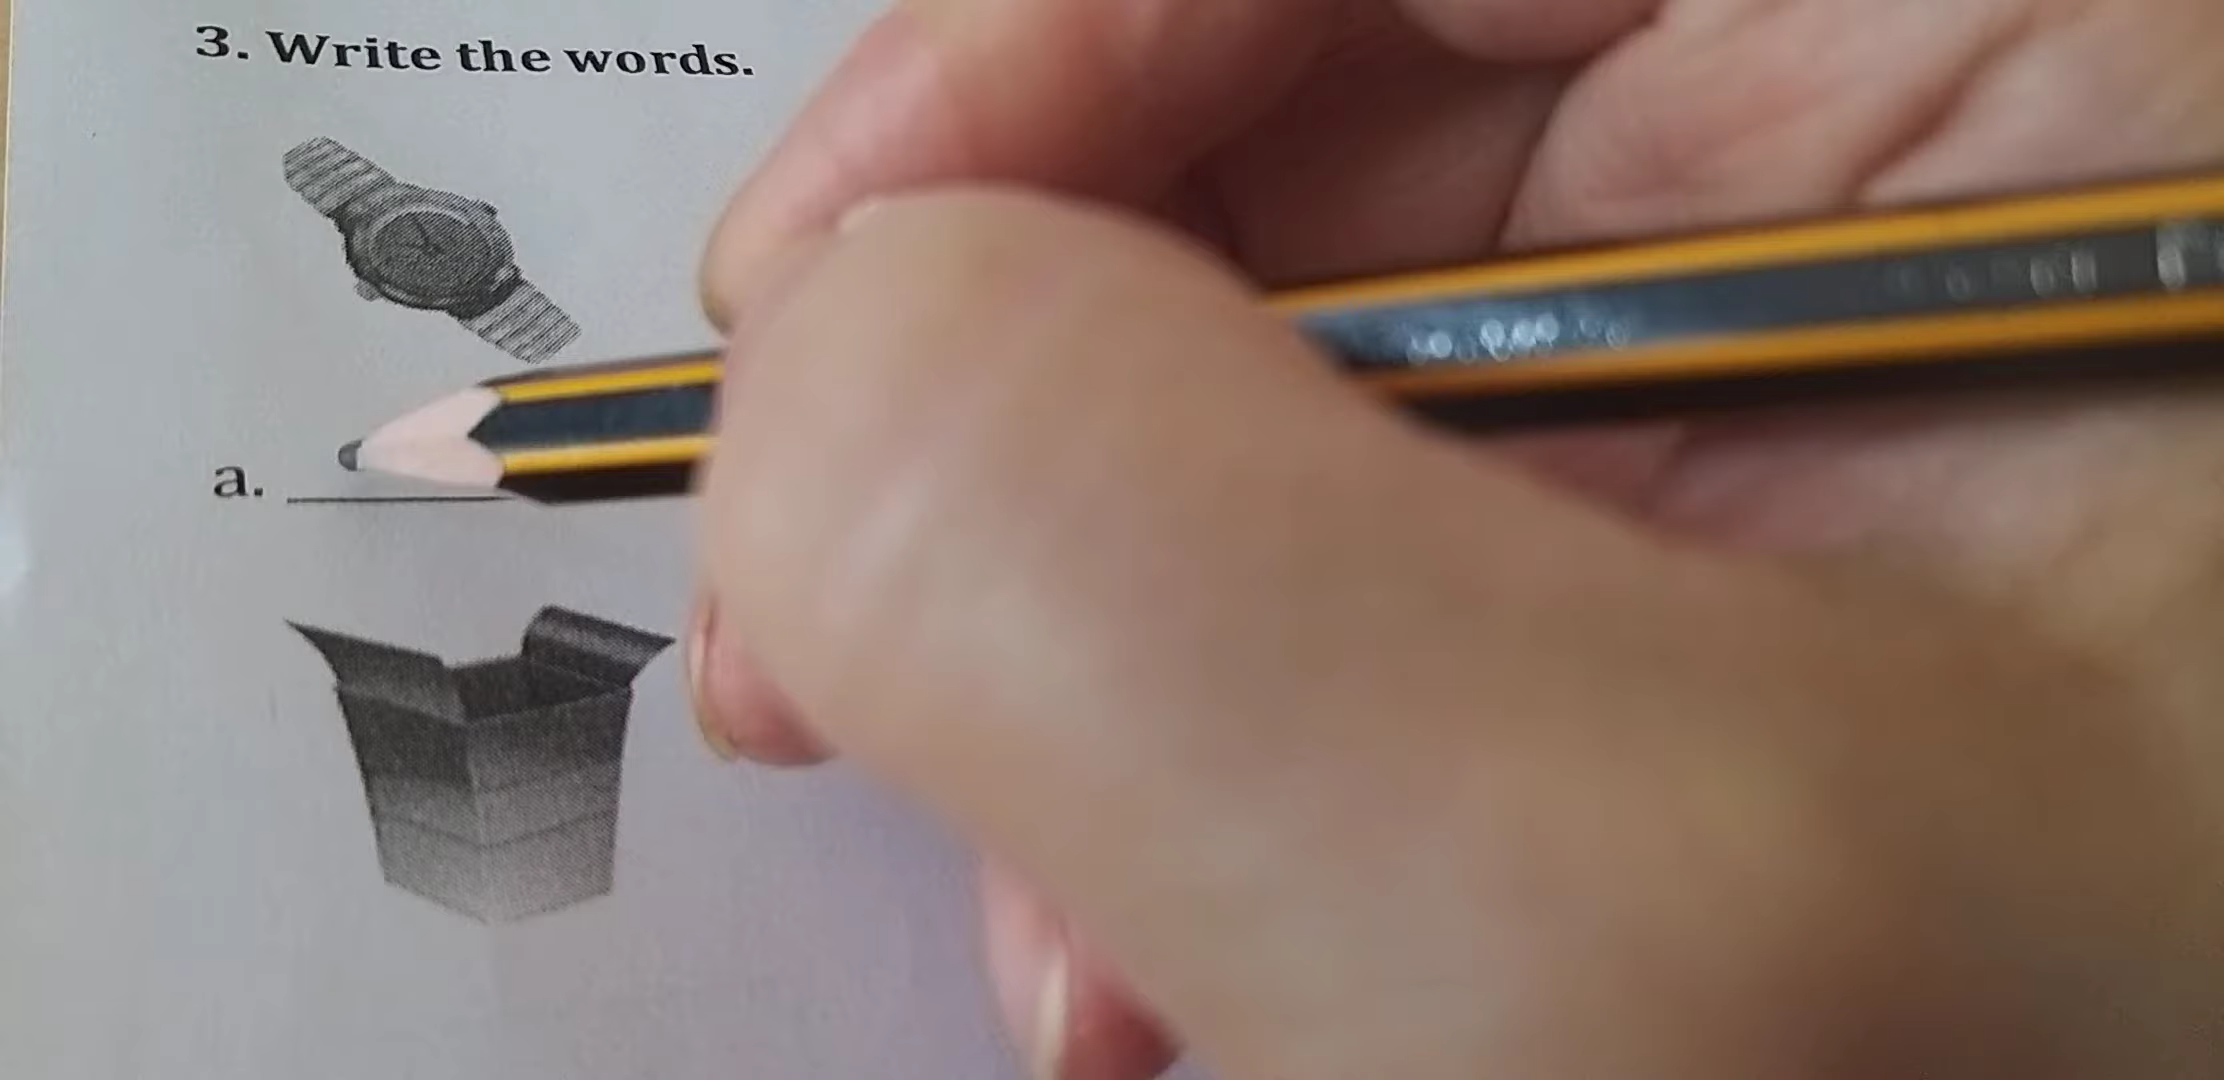 3. Write the words.
a.